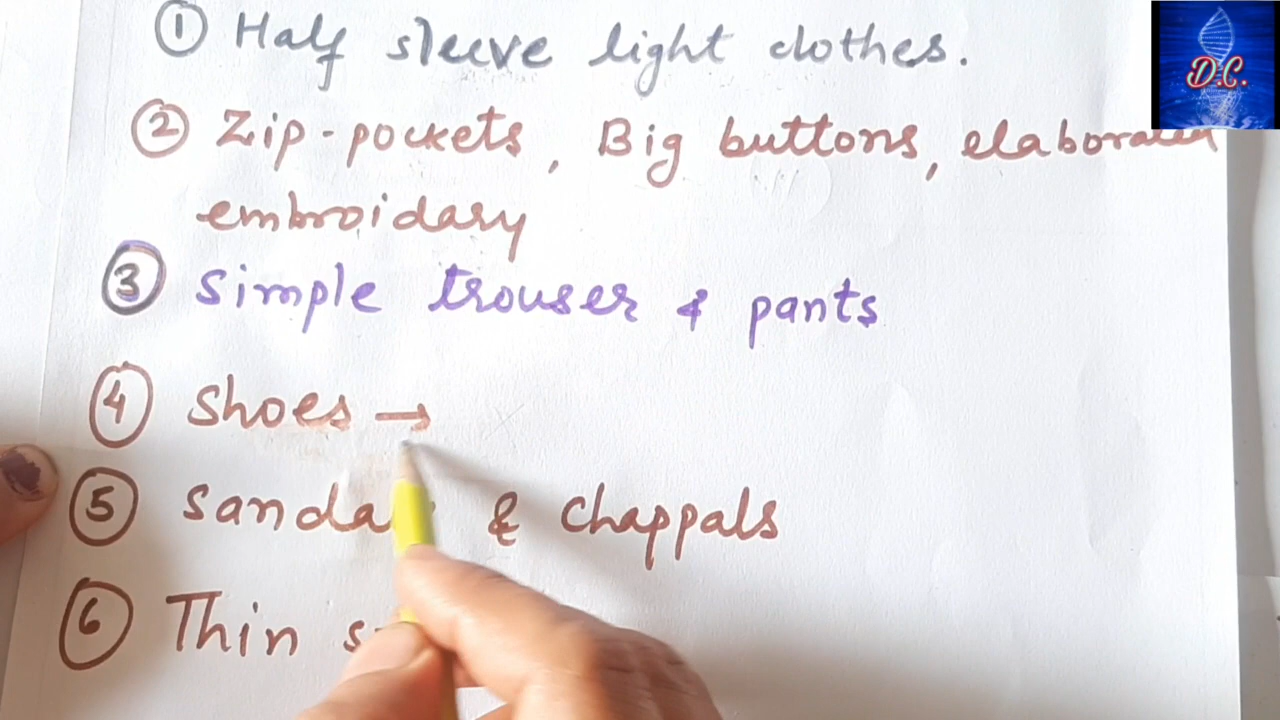 ① Half sleeve light clothes.
② Zip-pockets, Big buttons,
embroidary
③ Simple trouser & pants
④ Shoes →
⑤ & chappals
⑥ Thin
D.C.